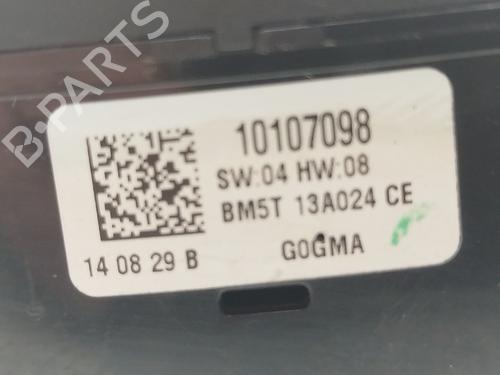 B-PARTS
10107098
SW:04 HW:08
BM5T 13A024 CE
14 08 29 B
G0GMA